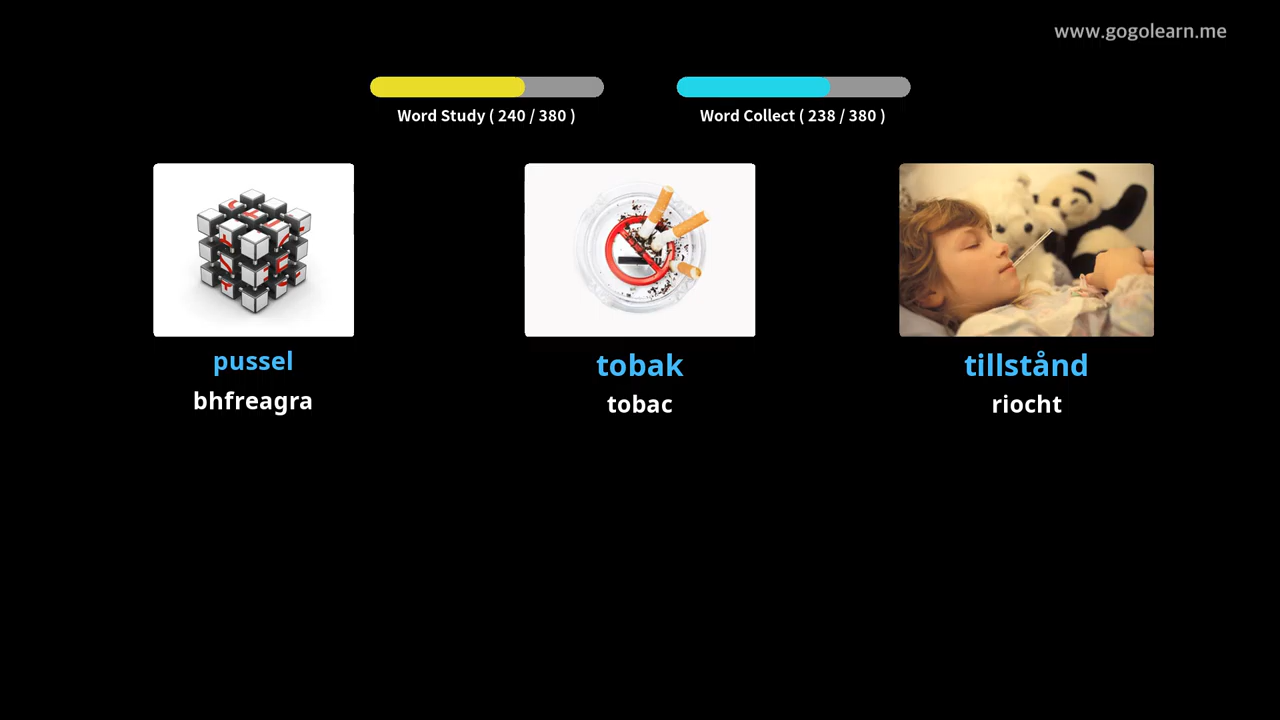 www.gogolearn.me
Word Study ( 240 / 380 )
Word Collect ( 238 / 380 )
pussel
tobak
tillstånd
bhfreagra
tobac
riocht